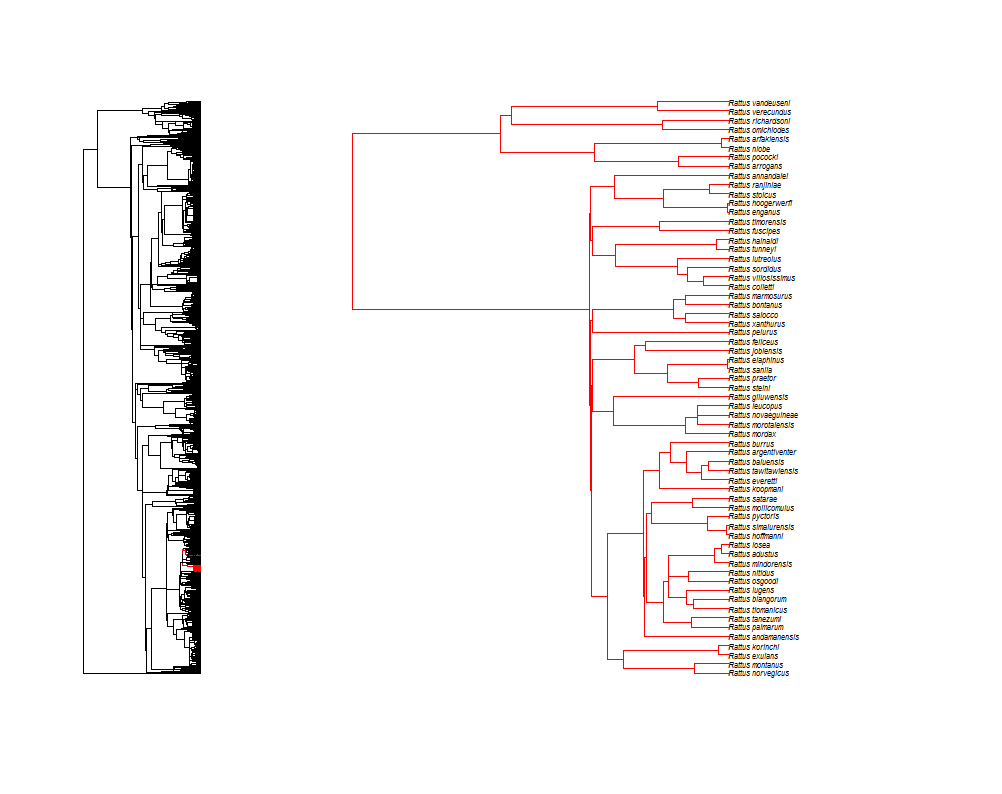 Rattus vandeuseni
Rattus verecundus
Rattus richardsoni
Rattus omichlodes
Rattus arfakiensis
Rattus niobe
Rattus pococki
Rattus arrogans
Rattus annandalei
Rattus ranjiniae
Rattus stoicus
Rattus hoogerwerfi
Rattus enganus
Rattus timorensis
Rattus fuscipes
Rattus hainaldi
Rattus tunneyi
Rattus lutreolus
Rattus sordidus
Rattus villosissimus
Rattus colletti
Rattus marmosurus
Rattus bontanus
Rattus salocco
Rattus xanthurus
Rattus pelurus
Rattus feliceus
Rattus jobiensis
Rattus elaphinus
Rattus sanila
Rattus praetor
Rattus steini
Rattus giluwensis
Rattus leucopus
Rattus novaeguineae
Rattus morotaiensis
Rattus mordax
Rattus burrus
Rattus argentiventer
Rattus baluensis
Rattus tawitawiensis
Rattus everetti
Rattus koopmani
Rattus satarae
Rattus mollicomulus
Rattus pyctoris
Rattus simalurensis
Rattus hoffmanni
Rattus losea
Rattus adustus
Rattus mindorensis
Rattus nitidus
Rattus osgoodi
Rattus lugens
Rattus blangorum
Rattus tiomanicus
Rattus tanezumi
Rattus palmarum
Rattus andamanensis
Rattus korinchi
Rattus exulans
Rattus montanus
Rattus norvegicus